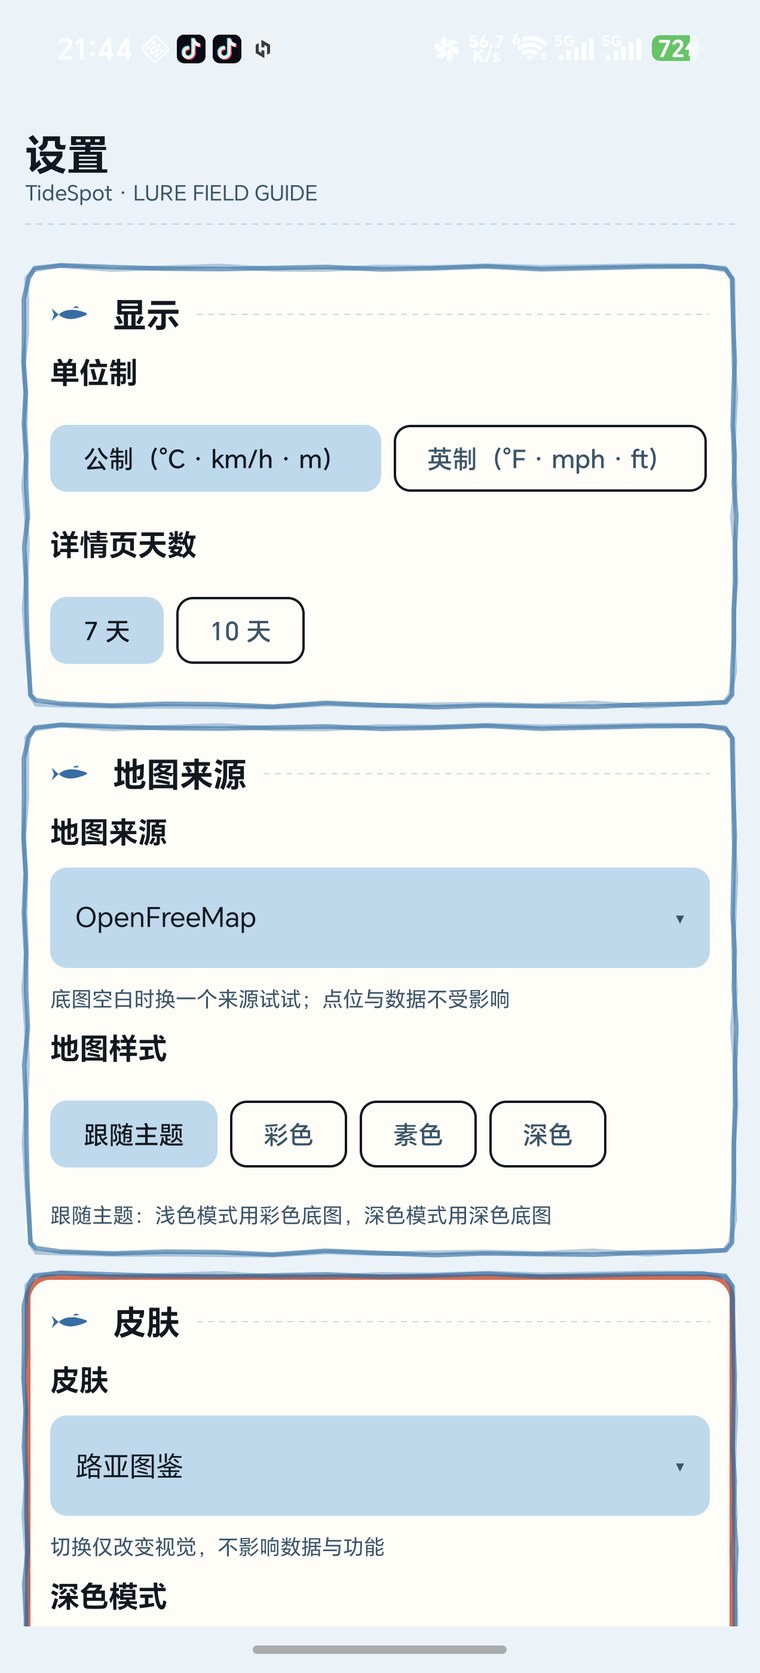 21:44
56.7
K/s
6
5G
5G
72
设置
TideSpot · LURE FIELD GUIDE
显示
单位制
公制（°C · km/h · m）
英制（°F · mph · ft）
详情页天数
7 天
10 天
地图来源
地图来源
OpenFreeMap
底图空白时换一个来源试试；点位与数据不受影响
地图样式
跟随主题
彩色
素色
深色
跟随主题：浅色模式用彩色底图，深色模式用深色底图
皮肤
皮肤
路亚图鉴
切换仅改变视觉，不影响数据与功能
深色模式